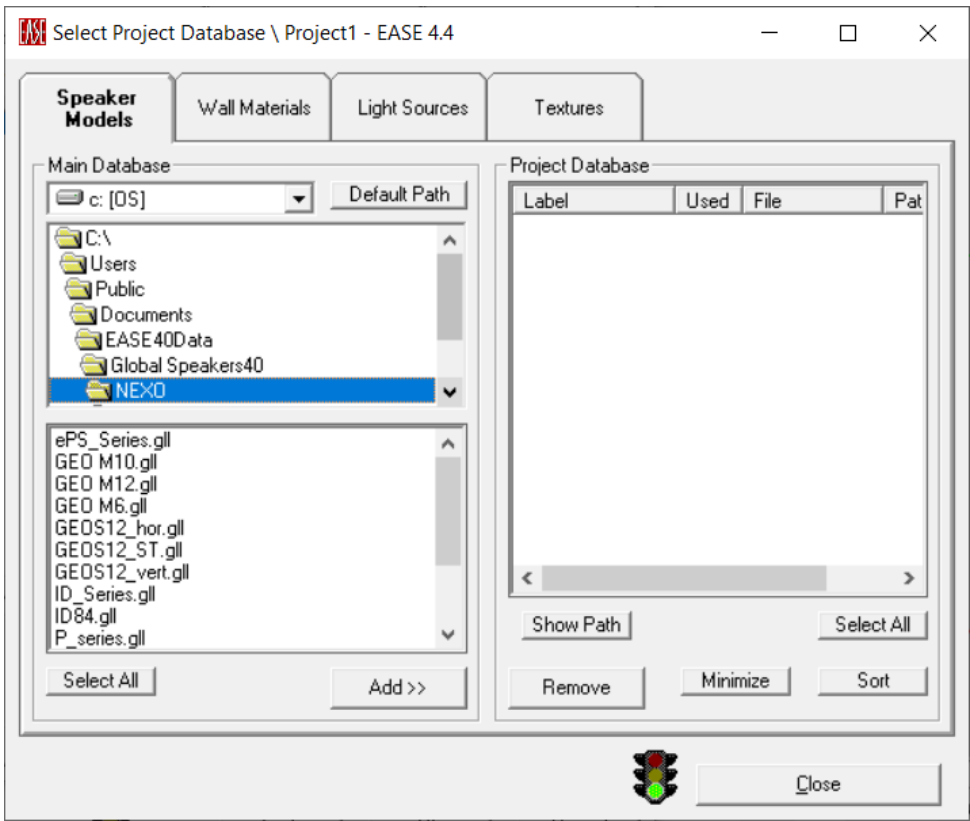 EASE Select Project Database \ Project1 - EASE 4.4
Speaker Models
Wall Materials
Light Sources
Textures
Main Database
c: [OS]
Default Path
C:\
Users
Public
Documents
EASE40Data
Global Speakers40
NEXO
ePS_Series.gll
GEO M10.gll
GEO M12.gll
GEO M6.gll
GEOS12_hor.gll
GEOS12_ST.gll
GEOS12_vert.gll
ID_Series.gll
ID84.gll
P_series.gll
Select All
Add >>
Project Database
Label Used File Pat
Show Path
Select All
Remove
Minimize
Sort
Close